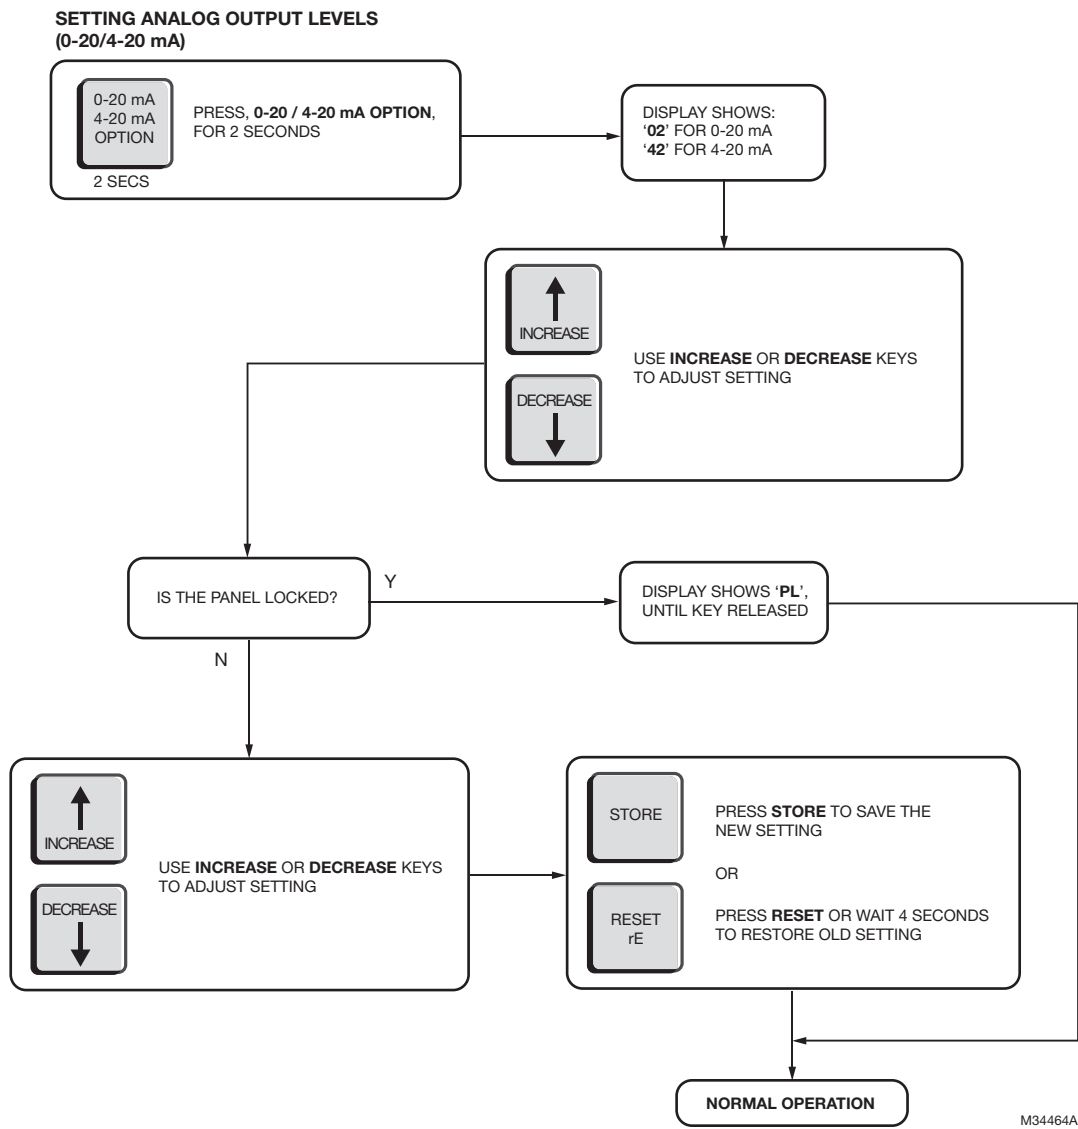 SETTING ANALOG OUTPUT LEVELS
(0-20/4-20 mA)
0-20 mA
4-20 mA
OPTION
2 SECS
PRESS, 0-20 / 4-20 mA OPTION,
FOR 2 SECONDS
DISPLAY SHOWS:
‘02’ FOR 0-20 mA
‘42’ FOR 4-20 mA
INCREASE
DECREASE
USE INCREASE OR DECREASE KEYS
TO ADJUST SETTING
IS THE PANEL LOCKED?
Y
N
DISPLAY SHOWS ‘PL’,
UNTIL KEY RELEASED
INCREASE
DECREASE
USE INCREASE OR DECREASE KEYS
TO ADJUST SETTING
STORE
PRESS STORE TO SAVE THE
NEW SETTING
OR
RESET
rE
PRESS RESET OR WAIT 4 SECONDS
TO RESTORE OLD SETTING
NORMAL OPERATION
M34464A